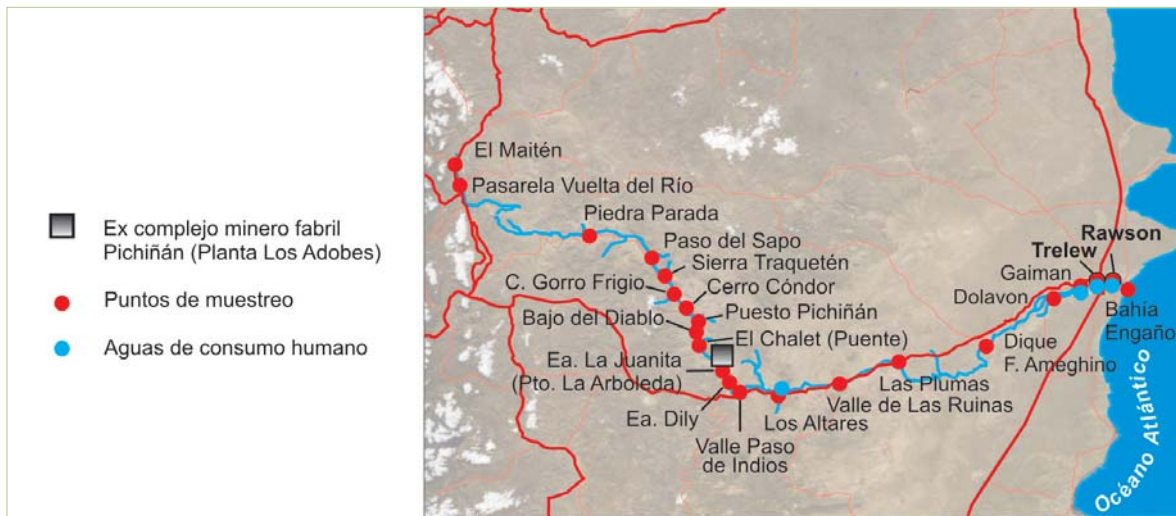 Ex complejo minero fabril
Pichiñán (Planta Los Adobes)
Puntos de muestreo
Aguas de consumo humano
El Maitén
Pasarela Vuelta del Río
Piedra Parada
Paso del Sapo
Sierra Traquetén
C. Gorro Frigio
Cerro Cóndor
Puesto Pichiñán
Bajo del Diablo
El Chalet (Puente)
Ea. La Juanita
(Pto. La Arboleda)
Ea. Dily
Valle Paso
de Indios
Los Altares
Valle de Las Ruinas
Las Plumas
Dique
F. Ameghino
Dolavon
Gaiman
Trelew
Rawson
Bahía
Engaño
Océano Atlántico